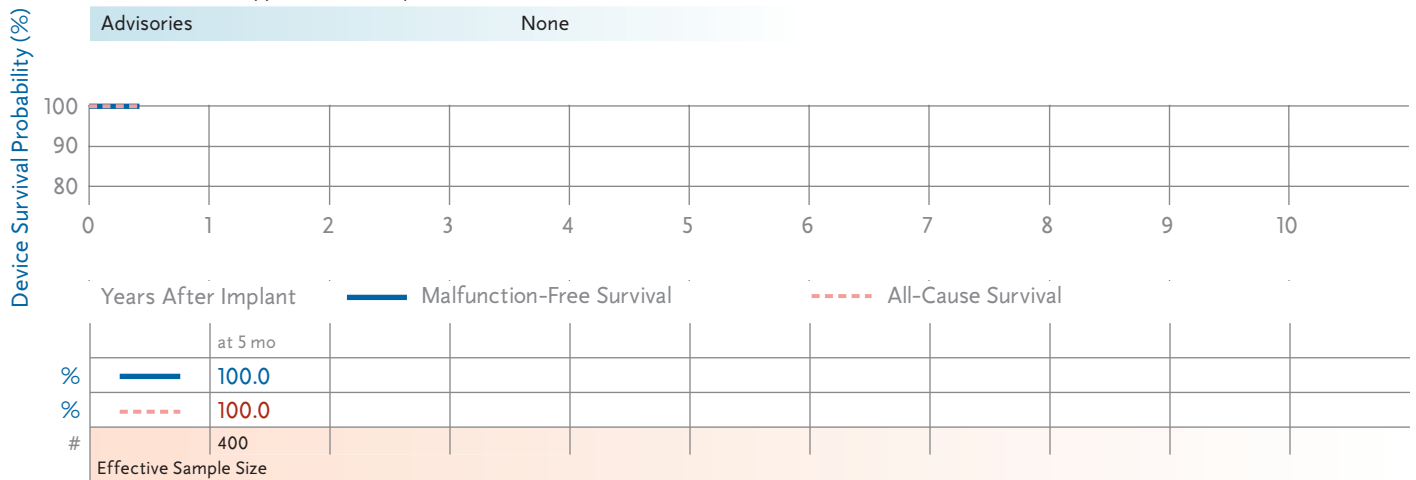 Advisories None
Device Survival Probability (%)
100
90
80
0 1 2 3 4 5 6 7 8 9 10
Years After Implant Malfunction-Free Survival All-Cause Survival
at 5 mo
% 100.0
% 100.0
# 400
Effective Sample Size